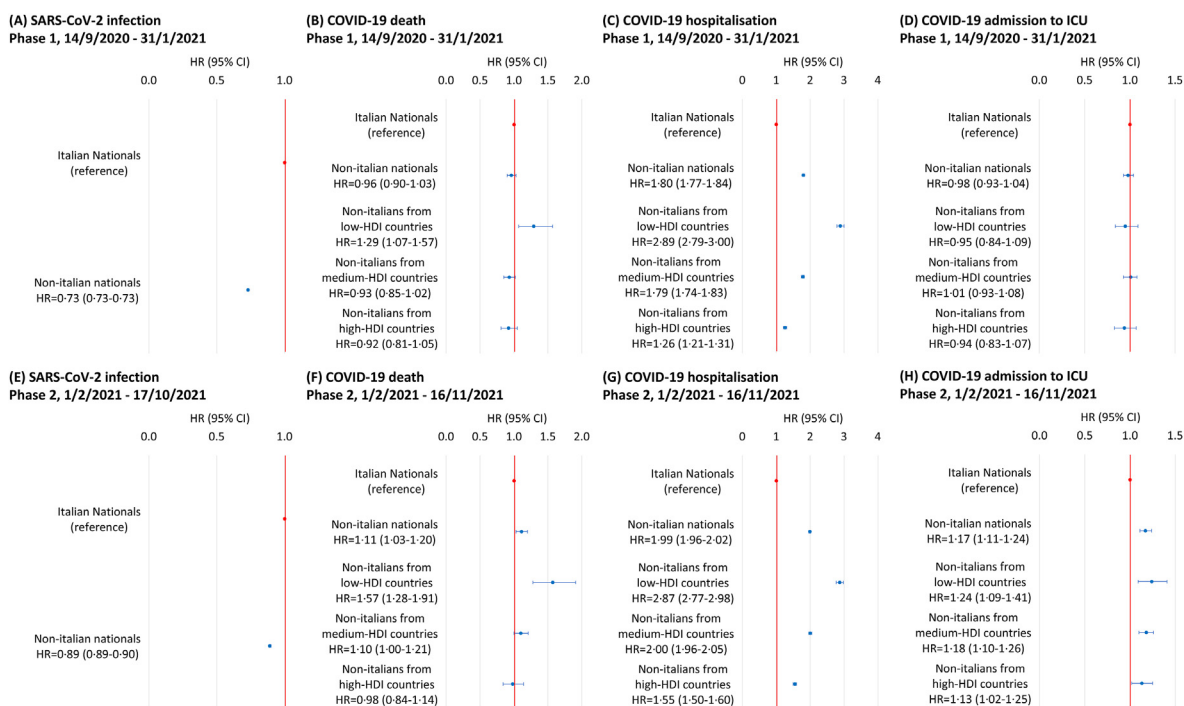 (A) SARS-CoV-2 infection
Phase 1, 14/9/2020 - 31/1/2021
HR (95% CI)
0.0 1.0
Italian Nationals
(reference)
Non-italian nationals
HR=0·73 (0·73-0·73)
(B) COVID-19 death
Phase 1, 14/9/2020 - 31/1/2021
HR (95% CI)
0.0 0.5 1.0 1.5 2.0
Italian Nationals
(reference)
Non-italian nationals
HR=0·96 (0·90-1·03)
Non-italians from
low-HDI countries
HR=1·29 (1·07-1·57)
Non-italians from
medium-HDI countries
HR=0·93 (0·85-1·02)
Non-italians from
high-HDI countries
HR=0·92 (0·81-1·05)
(C) COVID-19 hospitalisation
Phase 1, 14/9/2020 - 31/1/2021
HR (95% CI)
0 1 2 3 4
Italian Nationals
(reference)
Non-italian nationals
HR=1·80 (1·77-1·84)
Non-italians from
low-HDI countries
HR=2·89 (2·79-3·00)
Non-italians from
medium-HDI countries
HR=1·79 (1·74-1·83)
Non-italians from
high-HDI countries
HR=1·26 (1·21-1·31)
(D) COVID-19 admission to ICU
Phase 1, 14/9/2020 - 31/1/2021
HR (95% CI)
0.0 0.5 1.0 1.5
Italian Nationals
(reference)
Non-italian nationals
HR=0·98 (0·93-1·04)
Non-italians from
low-HDI countries
HR=0·95 (0·84-1·09)
Non-italians from
medium-HDI countries
HR=1·01 (0·93-1·08)
Non-italians from
high-HDI countries
HR=0·94 (0·83-1·07)
(E) SARS-CoV-2 infection
Phase 2, 1/2/2021 - 17/10/2021
HR (95% CI)
0.0 1.0
Italian Nationals
(reference)
Non-italian nationals
HR=0·89 (0·89-0·90)
(F) COVID-19 death
Phase 2, 1/2/2021 - 16/11/2021
HR (95% CI)
0.0 0.5 1.0 1.5 2.0
Italian Nationals
(reference)
Non-italian nationals
HR=1·11 (1·03-1·20)
Non-italians from
low-HDI countries
HR=1·57 (1·28-1·91)
Non-italians from
medium-HDI countries
HR=1·10 (1·00-1·21)
Non-italians from
high-HDI countries
HR=0·98 (0·84-1·14)
(G) COVID-19 hospitalisation
Phase 2, 1/2/2021 - 16/11/2021
HR (95% CI)
0 1 2 3 4
Italian Nationals
(reference)
Non-italian nationals
HR=1·99 (1·96-2·02)
Non-italians from
low-HDI countries
HR=2·87 (2·77-2·98)
Non-italians from
medium-HDI countries
HR=2·00 (1·96-2·05)
Non-italians from
high-HDI countries
HR=1·55 (1·50-1·60)
(H) COVID-19 admission to ICU
Phase 2, 1/2/2021 - 16/11/2021
HR (95% CI)
0.0 0.5 1.0 1.5
Italian Nationals
(reference)
Non-italian nationals
HR=1·17 (1·11-1·24)
Non-italians from
low-HDI countries
HR=1·24 (1·09-1·41)
Non-italians from
medium-HDI countries
HR=1·18 (1·10-1·26)
Non-italians from
high-HDI countries
HR=1·13 (1·02-1·25)